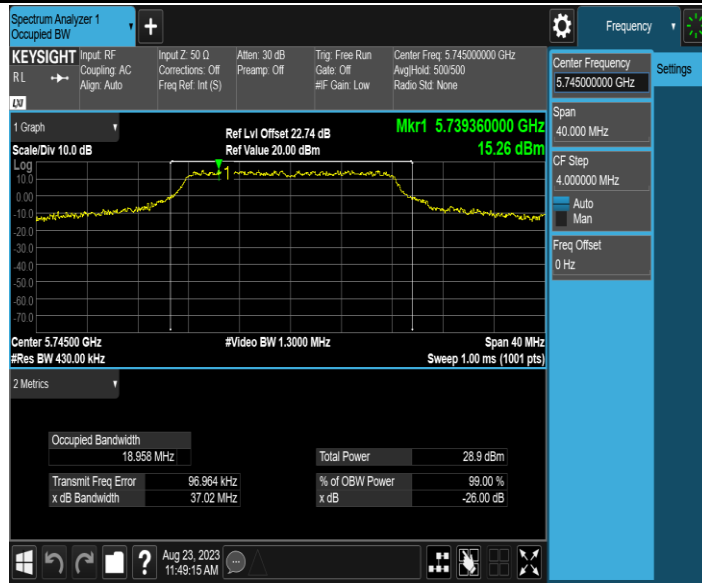 Spectrum Analyzer 1
Occupied BW
+
Frequency
KEYSIGHT
RL
LXI
Input: RF
Coupling: AC
Align: Auto
Input Z: 50 Ω
Corrections: Off
Freq Ref: Int (S)
Atten: 30 dB
Preamp: Off
Trig: Free Run
Gate: Off
#IF Gain: Low
Center Freq: 5.745000000 GHz
Avg|Hold: 500/500
Radio Std: None
Center Frequency
5.745000000 GHz
Settings
Span
40.000 MHz
CF Step
4.000000 MHz
Auto
Man
Freq Offset
0 Hz
1 Graph
Scale/Div 10.0 dB
Ref Lvl Offset 22.74 dB
Ref Value 20.00 dBm
Mkr1 5.739360000 GHz
15.26 dBm
Log
10.0
0.00
-10.0
-20.0
-30.0
-40.0
-50.0
-60.0
-70.0
1
Center 5.74500 GHz
#Video BW 1.3000 MHz
Span 40 MHz
#Res BW 430.00 kHz
Sweep 1.00 ms (1001 pts)
2 Metrics
Occupied Bandwidth
18.958 MHz
Total Power 28.9 dBm
Transmit Freq Error 96.964 kHz
% of OBW Power 99.00 %
x dB Bandwidth 37.02 MHz
x dB -26.00 dB
?
Aug 23, 2023
11:49:15 AM